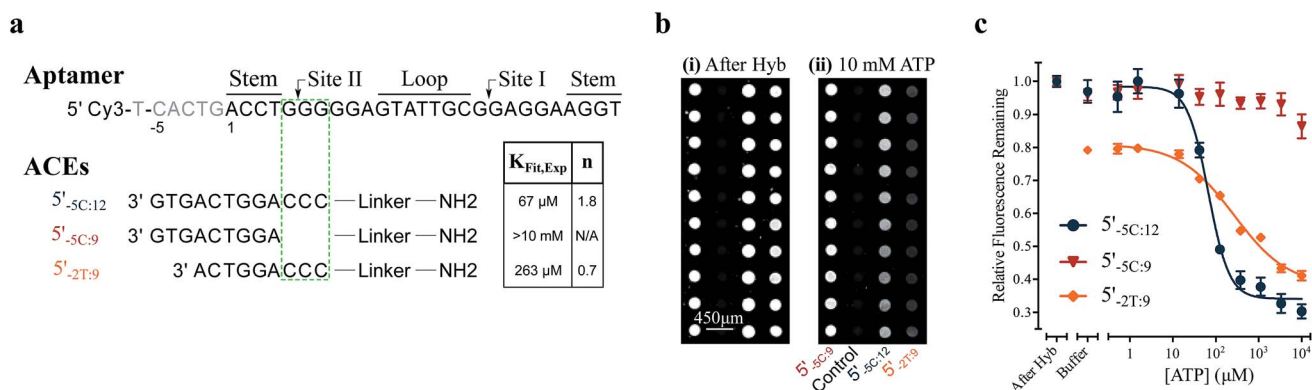 a
Aptamer
Stem Site II Loop Site I Stem
5' Cy3-T-CACTGACCTGGGGGAGTATTGCGGAGGAAGGT
-5 1
ACEs
K_Fit,Exp n
5'-5C:12 3' GTGACTGGACCC — Linker — NH2 67 µM 1.8
5'-5C:9 3' GTGACTGGA — Linker — NH2 >10 mM N/A
5'-2T:9 3' ACTGGACCC — Linker — NH2 263 µM 0.7
b
(i) After Hyb (ii) 10 mM ATP
450µm
5'-5C:9 Control 5'-5C:12 5'-2T:9
c
Relative Fluorescence Remaining
1.0
0.9
0.8
0.7
0.6
0.5
0.4
0.3
5'-5C:12
5'-5C:9
5'-2T:9
After Hyb Buffer 1 10 10² 10³ 10⁴
[ATP] (µM)